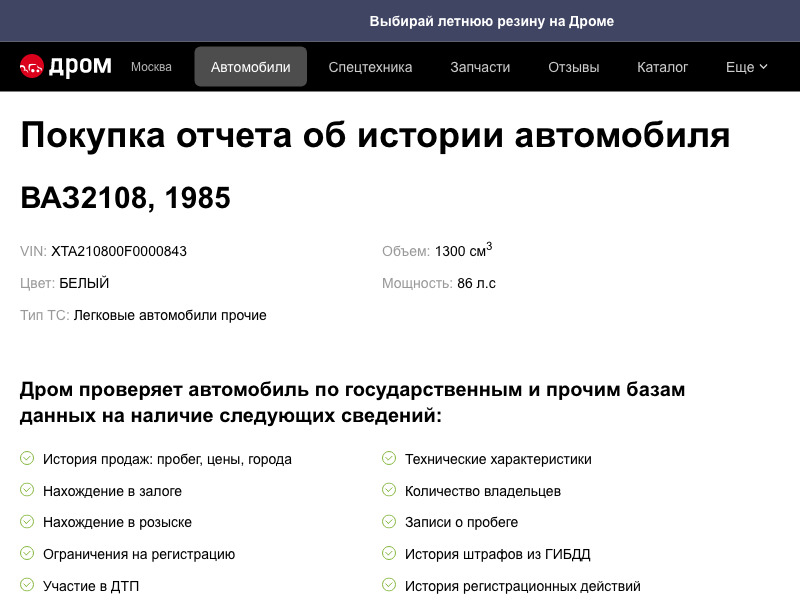 Выбирай летнюю резину на Дроме
дром Москва Автомобили Спецтехника Запчасти Отзывы Каталог Еще
Покупка отчета об истории автомобиля
ВАЗ2108, 1985
VIN: XTA210800F0000843
Объем: 1300 см3
Цвет: БЕЛЫЙ
Мощность: 86 л.с
Тип ТС: Легковые автомобили прочие
Дром проверяет автомобиль по государственным и прочим базам
данных на наличие следующих сведений:
История продаж: пробег, цены, города
Технические характеристики
Нахождение в залоге
Количество владельцев
Нахождение в розыске
Записи о пробеге
Ограничения на регистрацию
История штрафов из ГИБДД
Участие в ДТП
История регистрационных действий